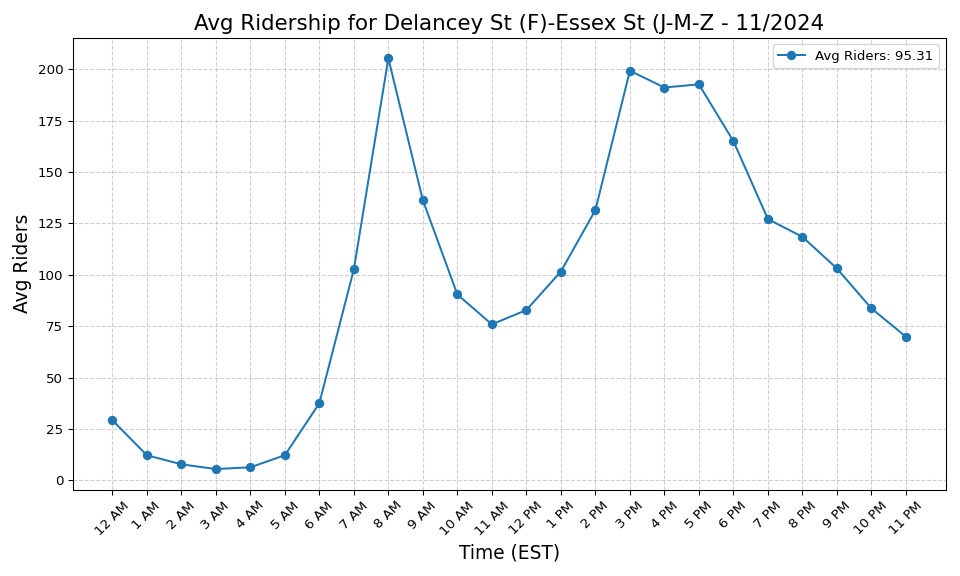 Avg Ridership for Delancey St (F)-Essex St (J-M-Z - 11/2024
Avg Riders: 95.31
200
175
150
125
100
75
50
25
0
Avg Riders
12 AM 1 AM 2 AM 3 AM 4 AM 5 AM 6 AM 7 AM 8 AM 9 AM 10 AM 11 AM 12 PM 1 PM 2 PM 3 PM 4 PM 5 PM 6 PM 7 PM 8 PM 9 PM 10 PM 11 PM
Time (EST)